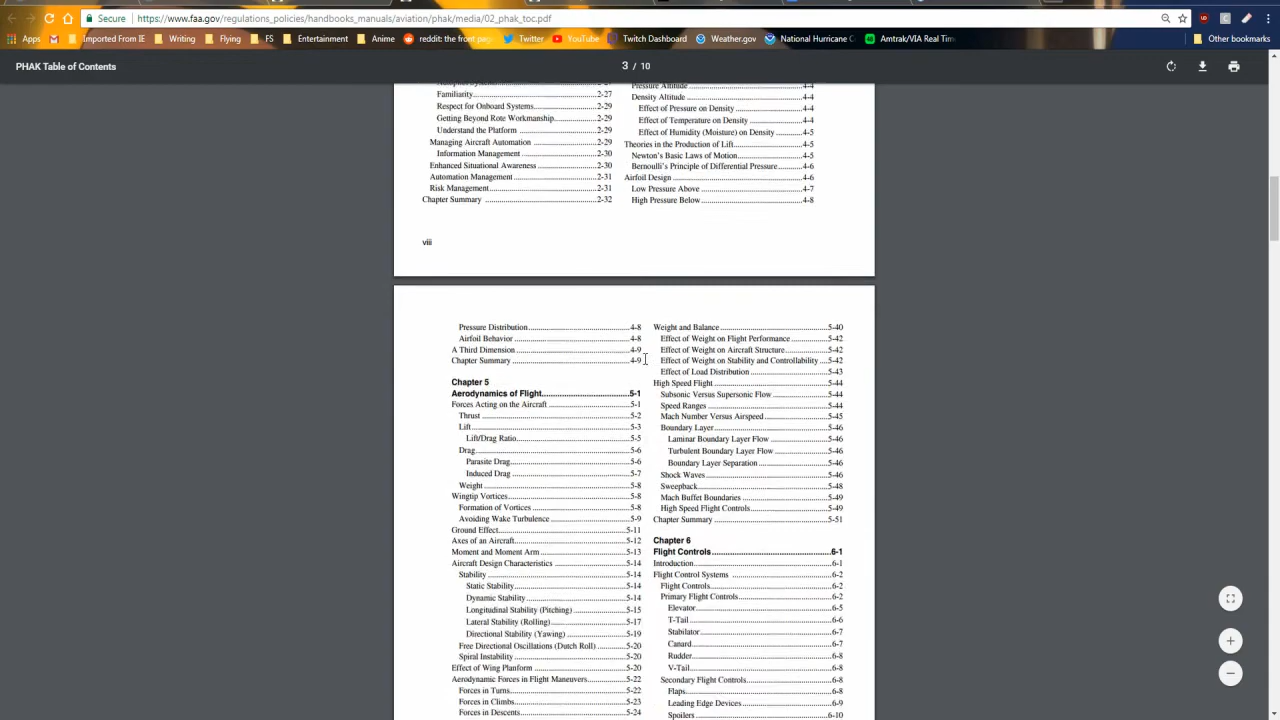 Secure
https://www.faa.gov/regulations_policies/handbooks_manuals/aviation/phak/media/02_phak_toc.pdf
Apps
Imported From IE
Writing
Flying
FS
Entertainment
Anime
reddit: the front
Twitter
YouTube
Twitch Dashboard
Weather.gov
National Hurricane C
Amtrak/VIA Real Tim
Other bookmarks
PHAK Table of Contents
3 / 10
Familiarity 2-27
Respect for Onboard Systems 2-29
Getting Beyond Rote Workmanship 2-29
Understand the Platform 2-29
Managing Aircraft Automation 2-29
Information Management 2-30
Enhanced Situational Awareness 2-30
Automation Management 2-31
Risk Management 2-31
Chapter Summary 2-32
Pressure Altitude 4-4
Density Altitude 4-4
Effect of Pressure on Density 4-4
Effect of Temperature on Density 4-4
Effect of Humidity (Moisture) on Density 4-5
Theories in the Production of Lift 4-5
Newton's Basic Laws of Motion 4-5
Bernoulli's Principle of Differential Pressure 4-6
Airfoil Design 4-6
Low Pressure Above 4-7
High Pressure Below 4-8
viii
Pressure Distribution 4-8
Airfoil Behavior 4-8
A Third Dimension 4-9
Chapter Summary 4-9
Chapter 5
Aerodynamics of Flight 5-1
Forces Acting on the Aircraft 5-1
Thrust 5-2
Lift 5-3
Lift/Drag Ratio 5-5
Drag 5-6
Parasite Drag 5-6
Induced Drag 5-7
Weight 5-8
Wingtip Vortices 5-8
Formation of Vortices 5-8
Avoiding Wake Turbulence 5-9
Ground Effect 5-11
Axes of an Aircraft 5-12
Moment and Moment Arm 5-13
Aircraft Design Characteristics 5-14
Stability 5-14
Static Stability 5-14
Dynamic Stability 5-14
Longitudinal Stability (Pitching) 5-15
Lateral Stability (Rolling) 5-17
Directional Stability (Yawing) 5-19
Free Directional Oscillations (Dutch Roll) 5-20
Spiral Instability 5-20
Effect of Wing Planform 5-20
Aerodynamic Forces in Flight Maneuvers 5-22
Forces in Turns 5-22
Forces in Climbs 5-23
Forces in Descents 5-24
Weight and Balance 5-40
Effect of Weight on Flight Performance 5-42
Effect of Weight on Aircraft Structure 5-42
Effect of Weight on Stability and Controllability 5-42
Effect of Load Distribution 5-43
High Speed Flight 5-44
Subsonic Versus Supersonic Flow 5-44
Speed Ranges 5-44
Mach Number Versus Airspeed 5-45
Boundary Layer 5-46
Laminar Boundary Layer Flow 5-46
Turbulent Boundary Layer Flow 5-46
Boundary Layer Separation 5-46
Shock Waves 5-46
Sweepback 5-48
Mach Buffet Boundaries 5-49
High Speed Flight Controls 5-49
Chapter Summary 5-51
Chapter 6
Flight Controls 6-1
Introduction 6-1
Flight Control Systems 6-2
Flight Controls 6-2
Primary Flight Controls 6-2
Elevator 6-5
T-Tail 6-6
Stabilator 6-7
Canard 6-7
Rudder 6-8
V-Tail 6-8
Secondary Flight Controls 6-8
Flaps 6-8
Leading Edge Devices 6-9
Spoilers 6-10